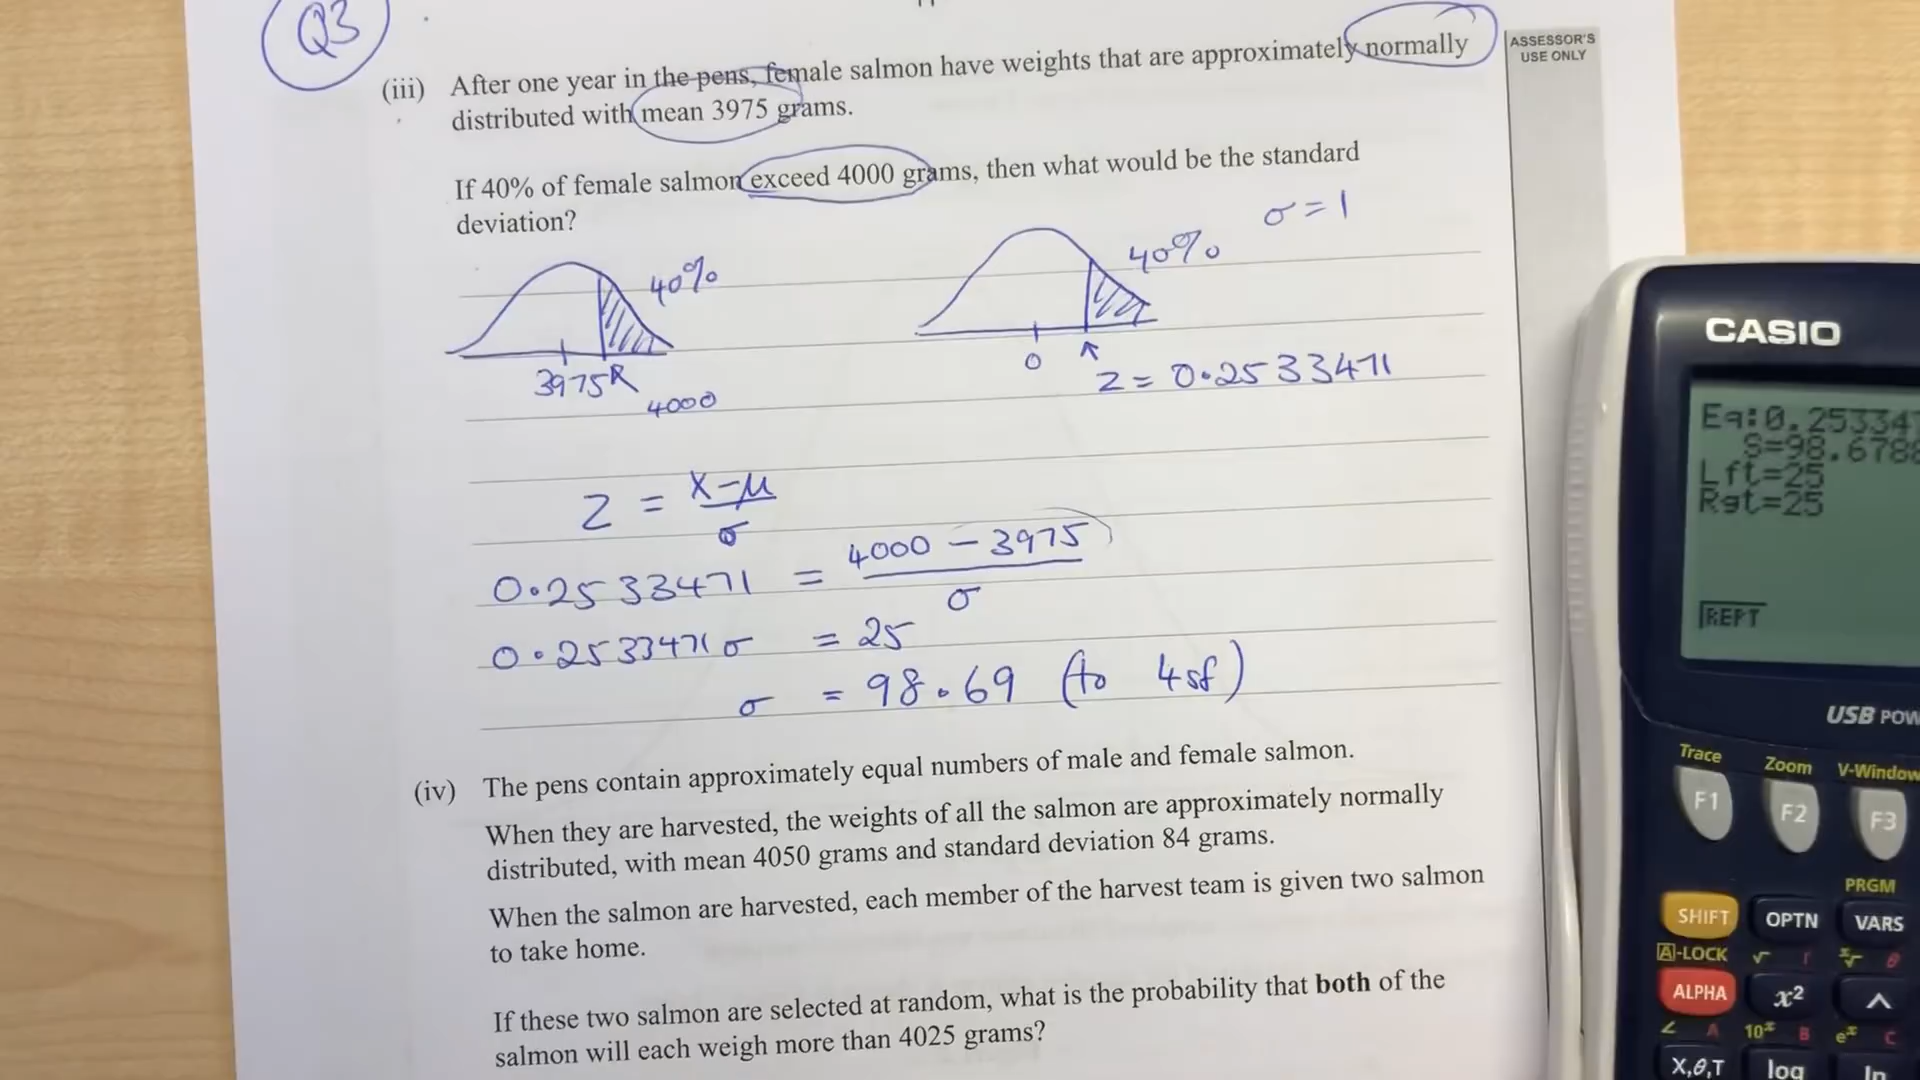 Q3
ASSESSOR'S
USE ONLY
(iii) After one year in the pens, female salmon have weights that are approximately normally
distributed with mean 3975 grams.
If 40% of female salmon exceed 4000 grams, then what would be the standard
deviation?
σ = 1
40%
40%
3975
4000
0
Z = 0.2533471
Z = X-μ
σ
0.2533471 = 4000 - 3975
σ
0.2533471σ = 25
σ = 98.69 (to 4sf)
(iv) The pens contain approximately equal numbers of male and female salmon.
When they are harvested, the weights of all the salmon are approximately normally
distributed, with mean 4050 grams and standard deviation 84 grams.
When the salmon are harvested, each member of the harvest team is given two salmon
to take home.
If these two salmon are selected at random, what is the probability that both of the
salmon will each weigh more than 4025 grams?
CASIO
Eq:0.253347
S=98.6788
Lft=25
Rgt=25
REPT
USB POW
Trace Zoom V-Window
F1 F2 F3
PRGM
SHIFT OPTN VARS
A-LOCK √ r θ
ALPHA x² ^
∠ A 10ˣ B eˣ C
X,θ,T log ln